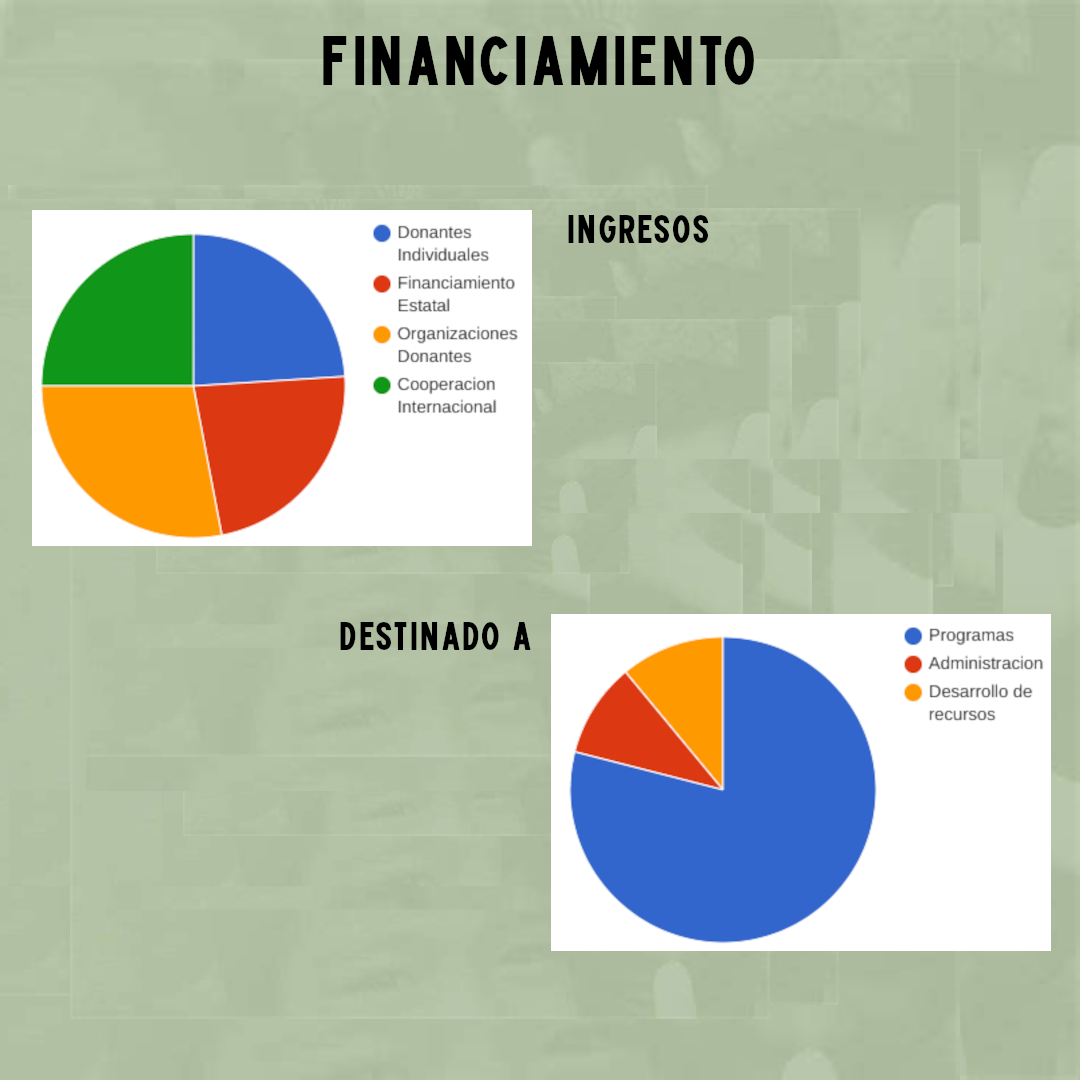 FINANCIAMIENTO
INGRESOS
Donantes
Individuales
Financiamiento
Estatal
Organizaciones
Donantes
Cooperacion
Internacional
DESTINADO A
Programas
Administracion
Desarrollo de
recursos